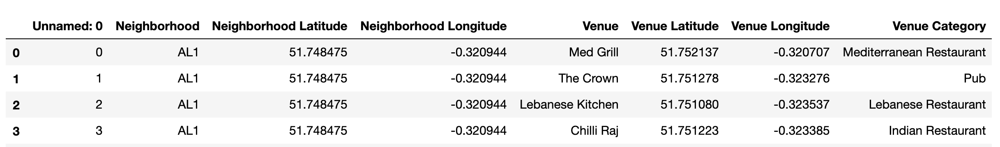 Unnamed: 0 Neighborhood Neighborhood Latitude Neighborhood Longitude Venue Venue Latitude Venue Longitude Venue Category
0 0 AL1 51.748475 -0.320944 Med Grill 51.752137 -0.320707 Mediterranean Restaurant
1 1 AL1 51.748475 -0.320944 The Crown 51.751278 -0.323276 Pub
2 2 AL1 51.748475 -0.320944 Lebanese Kitchen 51.751080 -0.323537 Lebanese Restaurant
3 3 AL1 51.748475 -0.320944 Chilli Raj 51.751223 -0.323385 Indian Restaurant